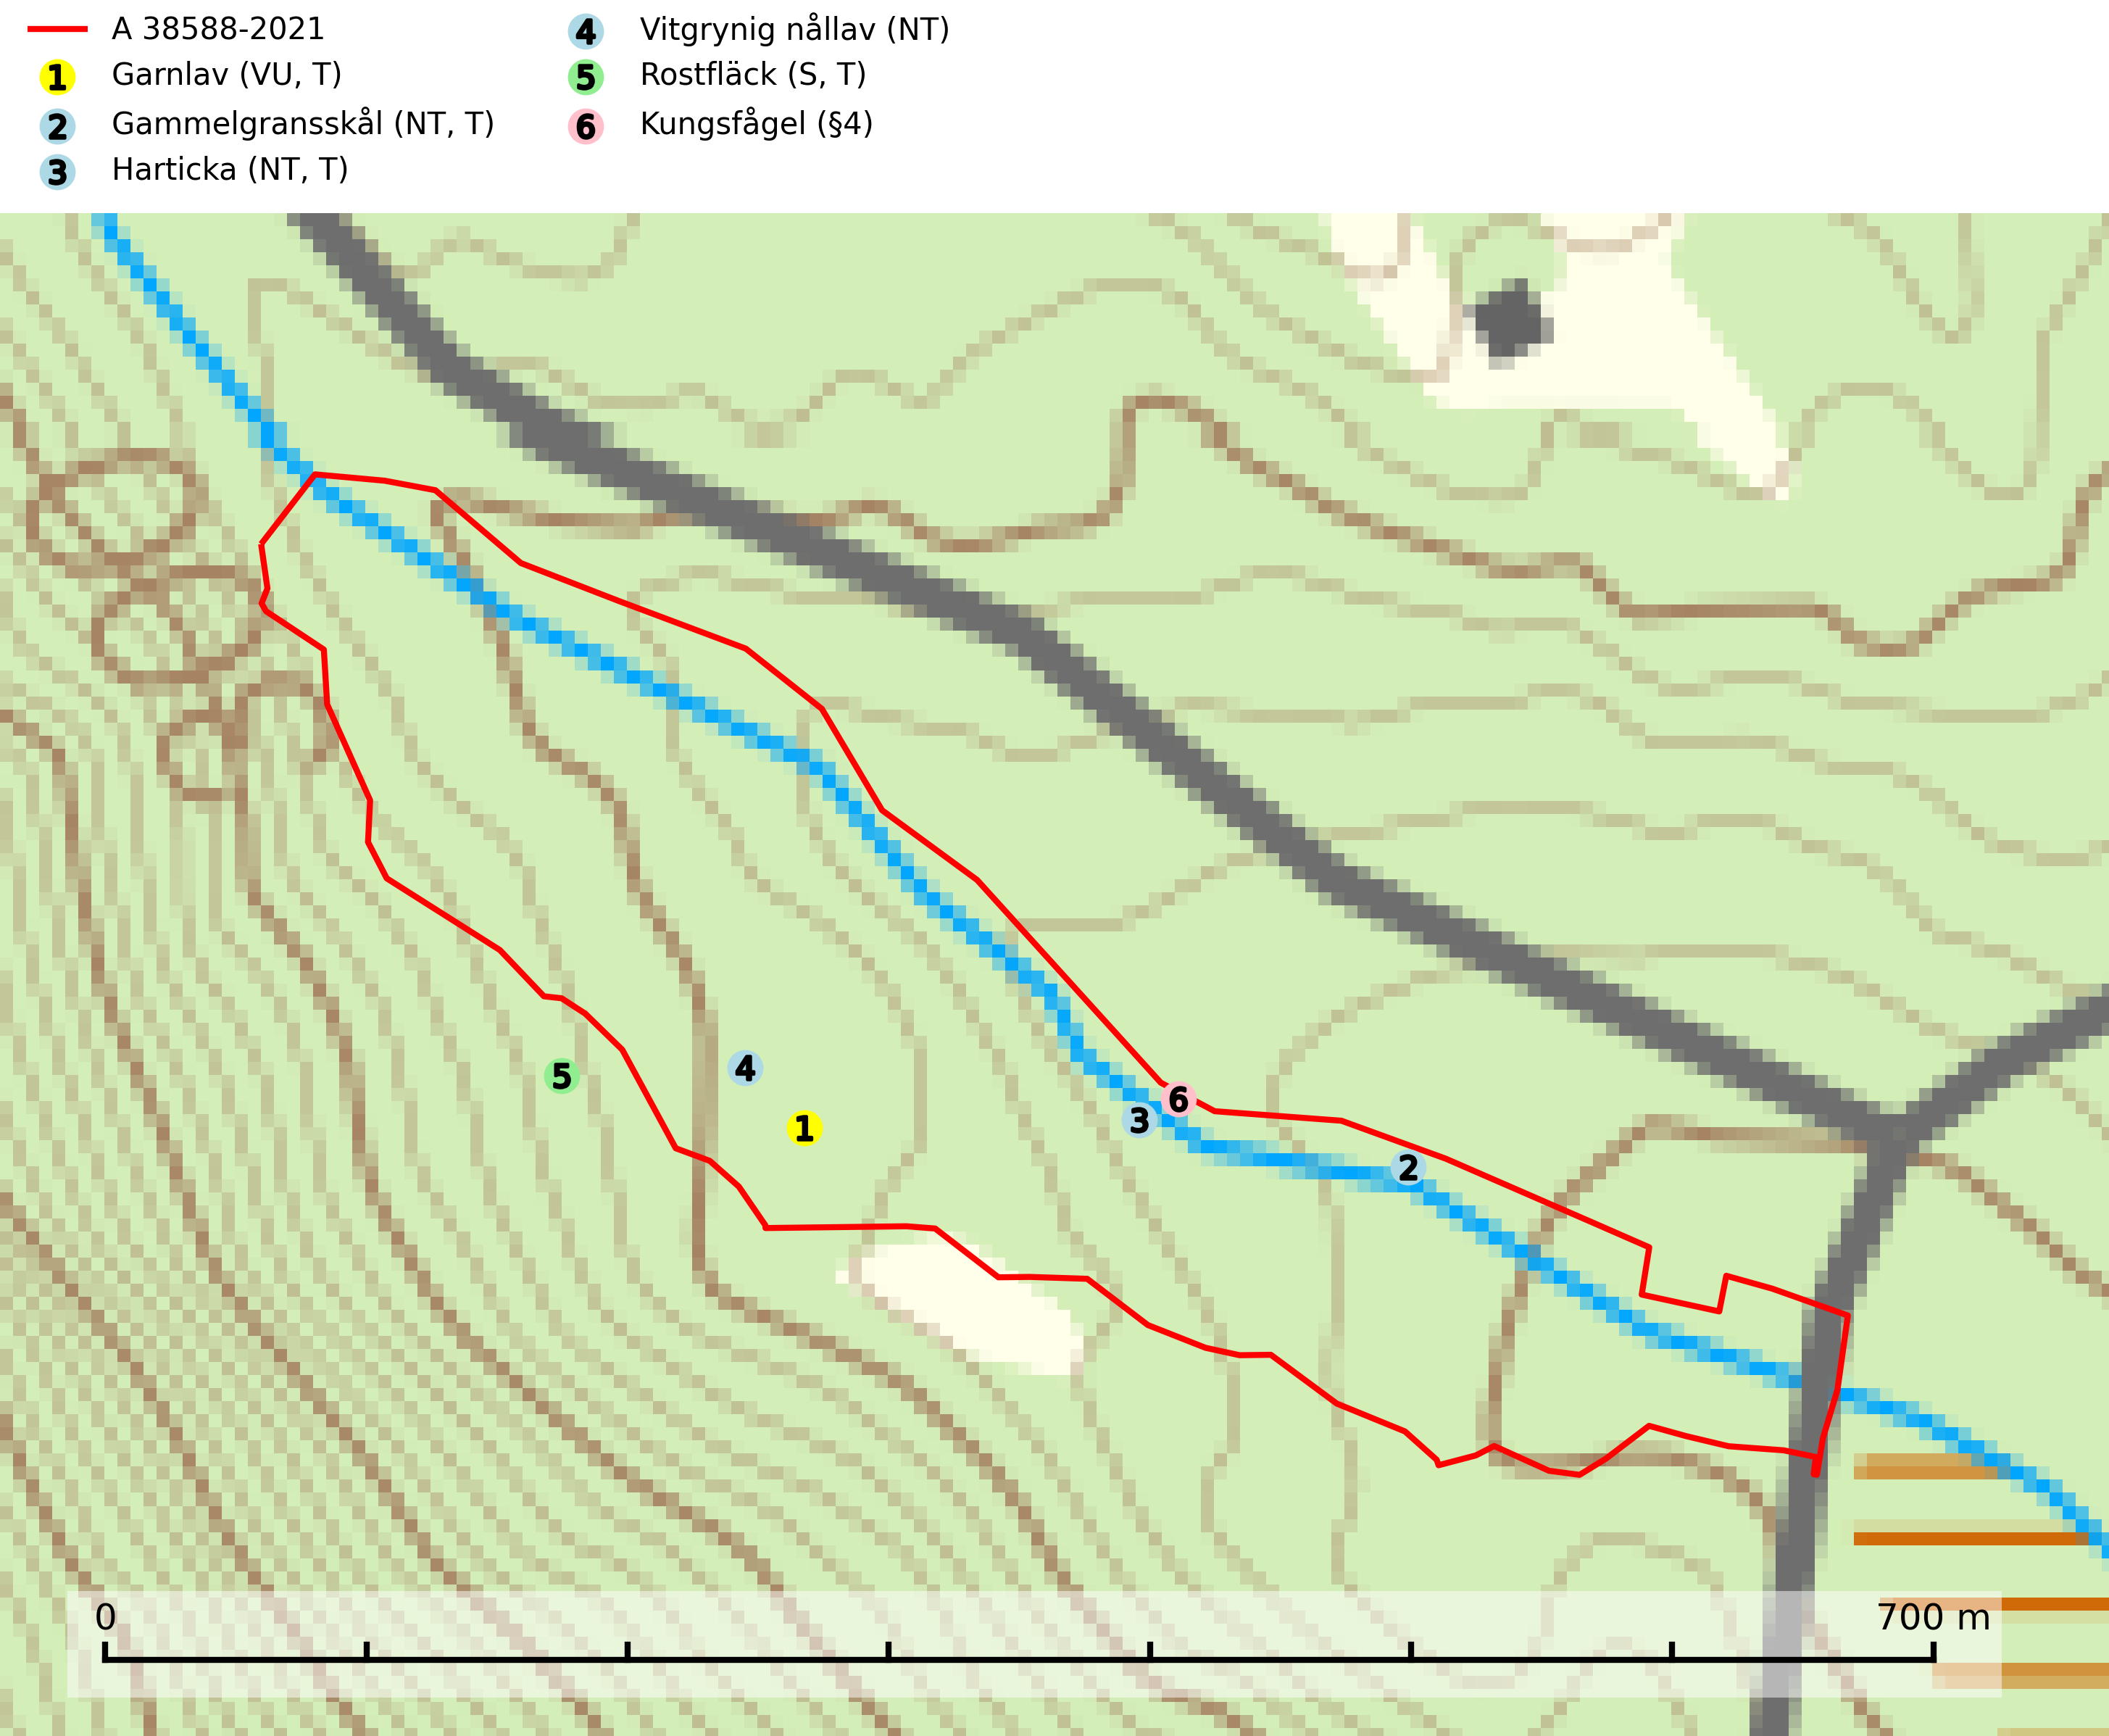 A 38588-2021
1 Garnlav (VU, T)
2 Gammelgransskål (NT, T)
3 Harticka (NT, T)
4 Vitgrynig nållav (NT)
5 Rostfläck (S, T)
6 Kungsfågel (§4)
5
4
1
3
6
2
0
700 m